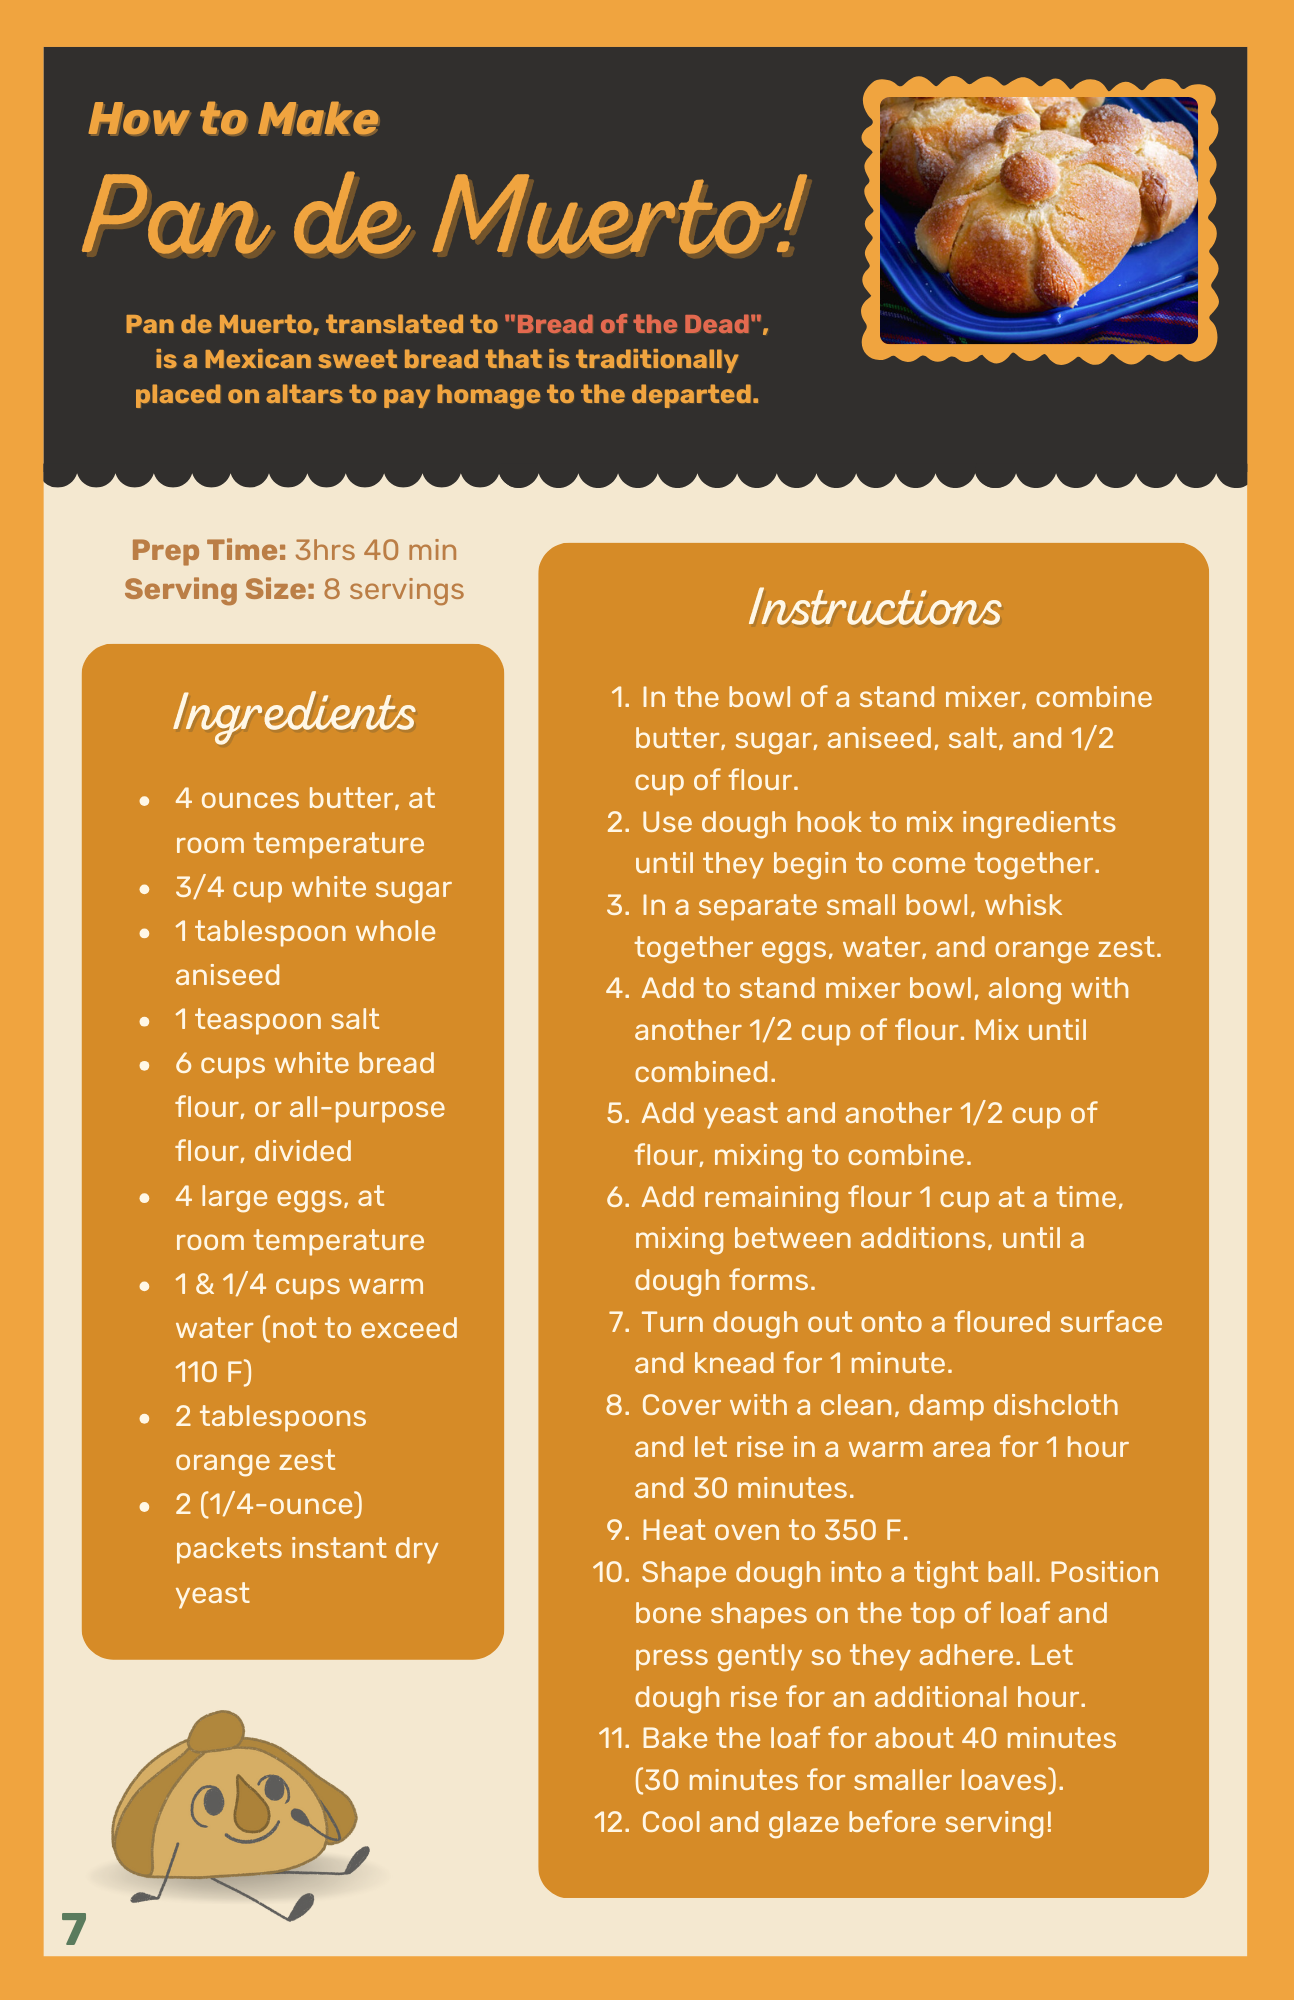 How to Make
Pan de Muerto!
Pan de Muerto, translated to "Bread of the Dead",
is a Mexican sweet bread that is traditionally
placed on altars to pay homage to the departed.
Prep Time: 3hrs 40 min
Serving Size: 8 servings
Ingredients
• 4 ounces butter, at
room temperature
• 3/4 cup white sugar
• 1 tablespoon whole
aniseed
• 1 teaspoon salt
• 6 cups white bread
flour, or all-purpose
flour, divided
• 4 large eggs, at
room temperature
• 1 & 1/4 cups warm
water (not to exceed
110 F)
• 2 tablespoons
orange zest
• 2 (1/4-ounce)
packets instant dry
yeast
Instructions
1. In the bowl of a stand mixer, combine
butter, sugar, aniseed, salt, and 1/2
cup of flour.
2. Use dough hook to mix ingredients
until they begin to come together.
3. In a separate small bowl, whisk
together eggs, water, and orange zest.
4. Add to stand mixer bowl, along with
another 1/2 cup of flour. Mix until
combined.
5. Add yeast and another 1/2 cup of
flour, mixing to combine.
6. Add remaining flour 1 cup at a time,
mixing between additions, until a
dough forms.
7. Turn dough out onto a floured surface
and knead for 1 minute.
8. Cover with a clean, damp dishcloth
and let rise in a warm area for 1 hour
and 30 minutes.
9. Heat oven to 350 F.
10. Shape dough into a tight ball. Position
bone shapes on the top of loaf and
press gently so they adhere. Let
dough rise for an additional hour.
11. Bake the loaf for about 40 minutes
(30 minutes for smaller loaves).
12. Cool and glaze before serving!
7